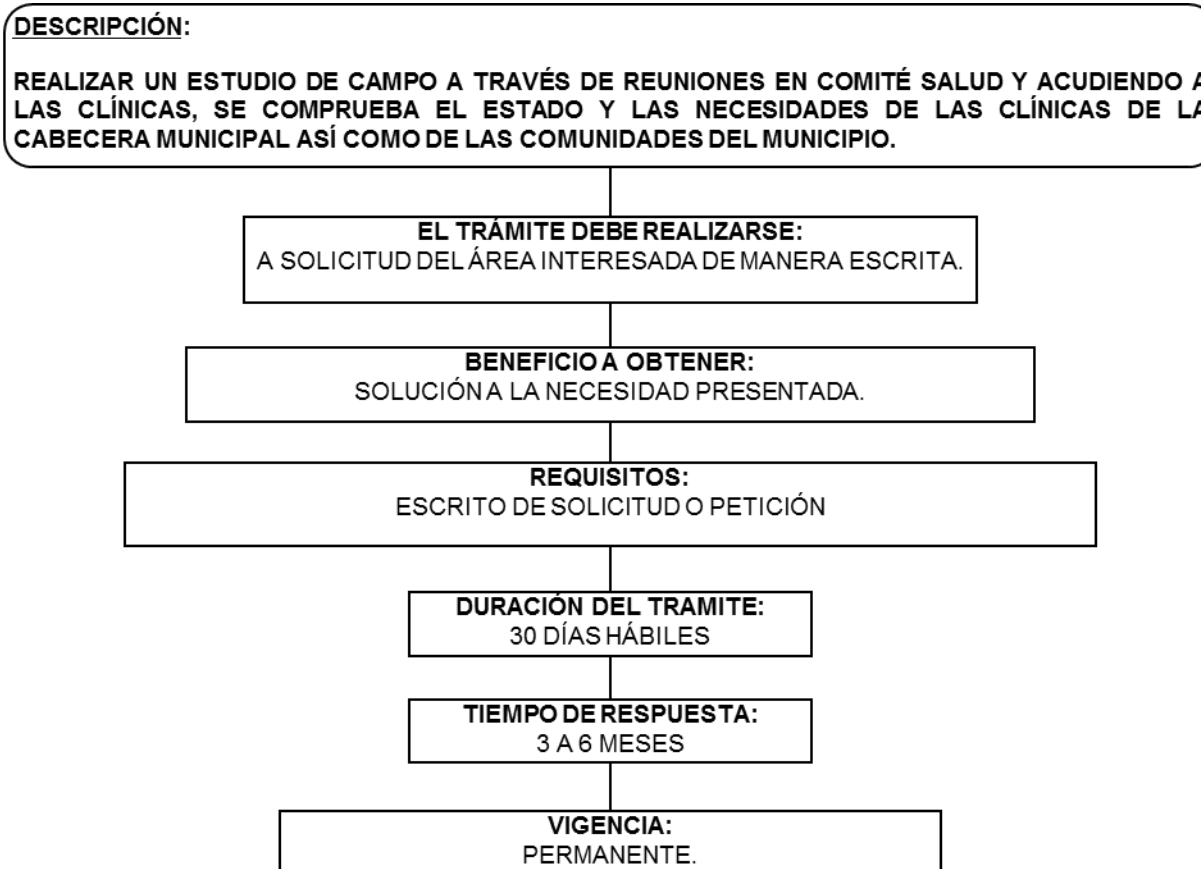 DESCRIPCIÓN:
REALIZAR UN ESTUDIO DE CAMPO A TRAVÉS DE REUNIONES EN COMITÉ SALUD Y ACUDIENDO A
LAS CLÍNICAS, SE COMPRUEBA EL ESTADO Y LAS NECESIDADES DE LAS CLÍNICAS DE LA
CABECERA MUNICIPAL ASÍ COMO DE LAS COMUNIDADES DEL MUNICIPIO.
EL TRÁMITE DEBE REALIZARSE:
A SOLICITUD DEL ÁREA INTERESADA DE MANERA ESCRITA.
BENEFICIO A OBTENER:
SOLUCIÓN A LA NECESIDAD PRESENTADA.
REQUISITOS:
ESCRITO DE SOLICITUD O PETICIÓN
DURACIÓN DEL TRAMITE:
30 DÍAS HÁBILES
TIEMPO DE RESPUESTA:
3 A 6 MESES
VIGENCIA:
PERMANENTE.